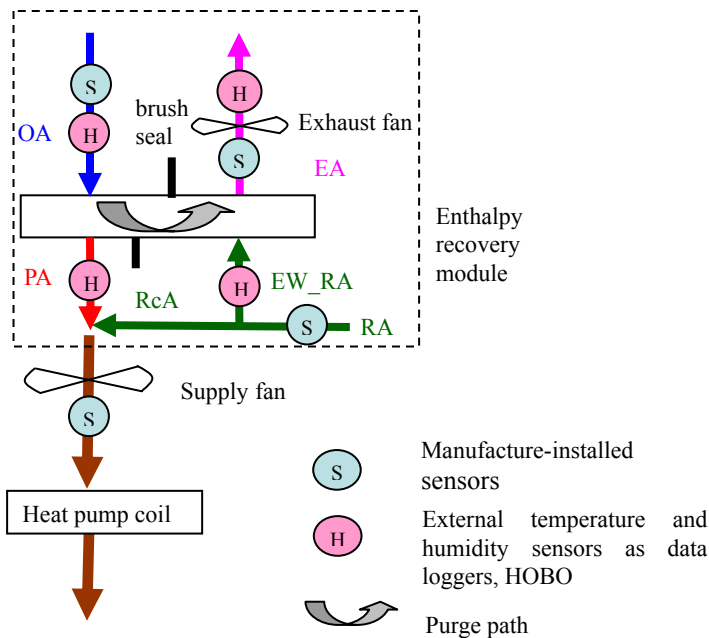 S
H
OA
brush
seal
H
Exhaust fan
S
EA
Enthalpy
recovery
module
PA
H
RcA
H
EW_RA
S
RA
Supply fan
S
Heat pump coil
S
Manufacture-installed
sensors
H
External temperature and
humidity sensors as data
loggers, HOBO
Purge path